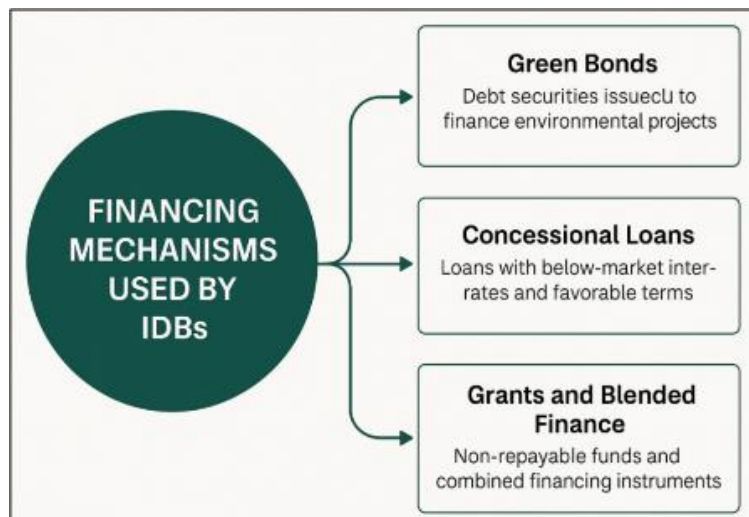 FINANCING
MECHANISMS
USED BY
IDBs
Green Bonds
Debt securities issuecu to
finance environmental projects
Concessional Loans
Loans with below-market inter-
rates and favorable terms
Grants and Blended
Finance
Non-repayable funds and
combined financing instruments